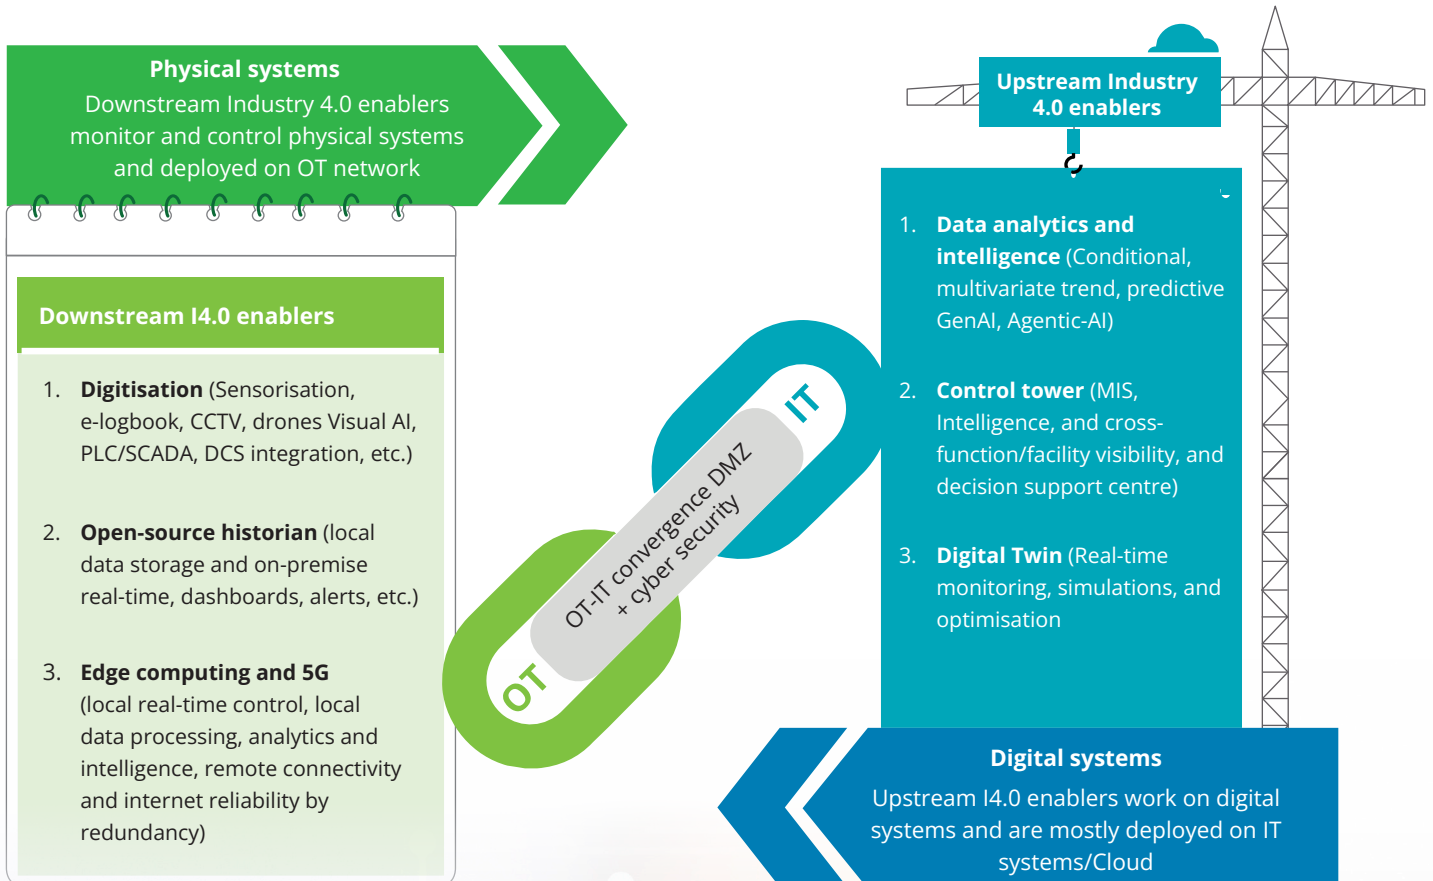 Physical systems
Downstream Industry 4.0 enablers
monitor and control physical systems
and deployed on OT network
Downstream I4.0 enablers
1. Digitisation (Sensorisation,
e-logbook, CCTV, drones Visual AI,
PLC/SCADA, DCS integration, etc.)
2. Open-source historian (local
data storage and on-premise
real-time, dashboards, alerts, etc.)
3. Edge computing and 5G
(local real-time control, local
data processing, analytics and
intelligence, remote connectivity
and internet reliability by
redundancy)
OT
OT-IT convergence DMZ
+ cyber security
IT
Upstream Industry
4.0 enablers
1. Data analytics and
intelligence (Conditional,
multivariate trend, predictive
GenAI, Agentic-AI)
2. Control tower (MIS,
Intelligence, and cross-
function/facility visibility, and
decision support centre)
3. Digital Twin (Real-time
monitoring, simulations, and
optimisation
Digital systems
Upstream I4.0 enablers work on digital
systems and are mostly deployed on IT
systems/Cloud